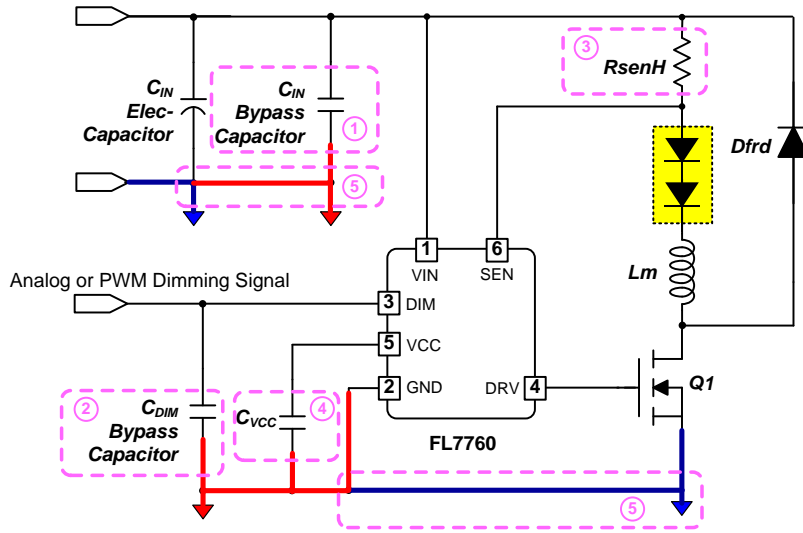 C_IN
Elec-
Capacitor
C_IN
Bypass
Capacitor
①
③
RsenH
⑤
Dfrd
Lm
Analog or PWM Dimming Signal
1
6
VIN
SEN
3
DIM
5
VCC
2
GND
DRV
4
Q1
②
C_DIM
Bypass
Capacitor
C_VCC
④
FL7760
⑤